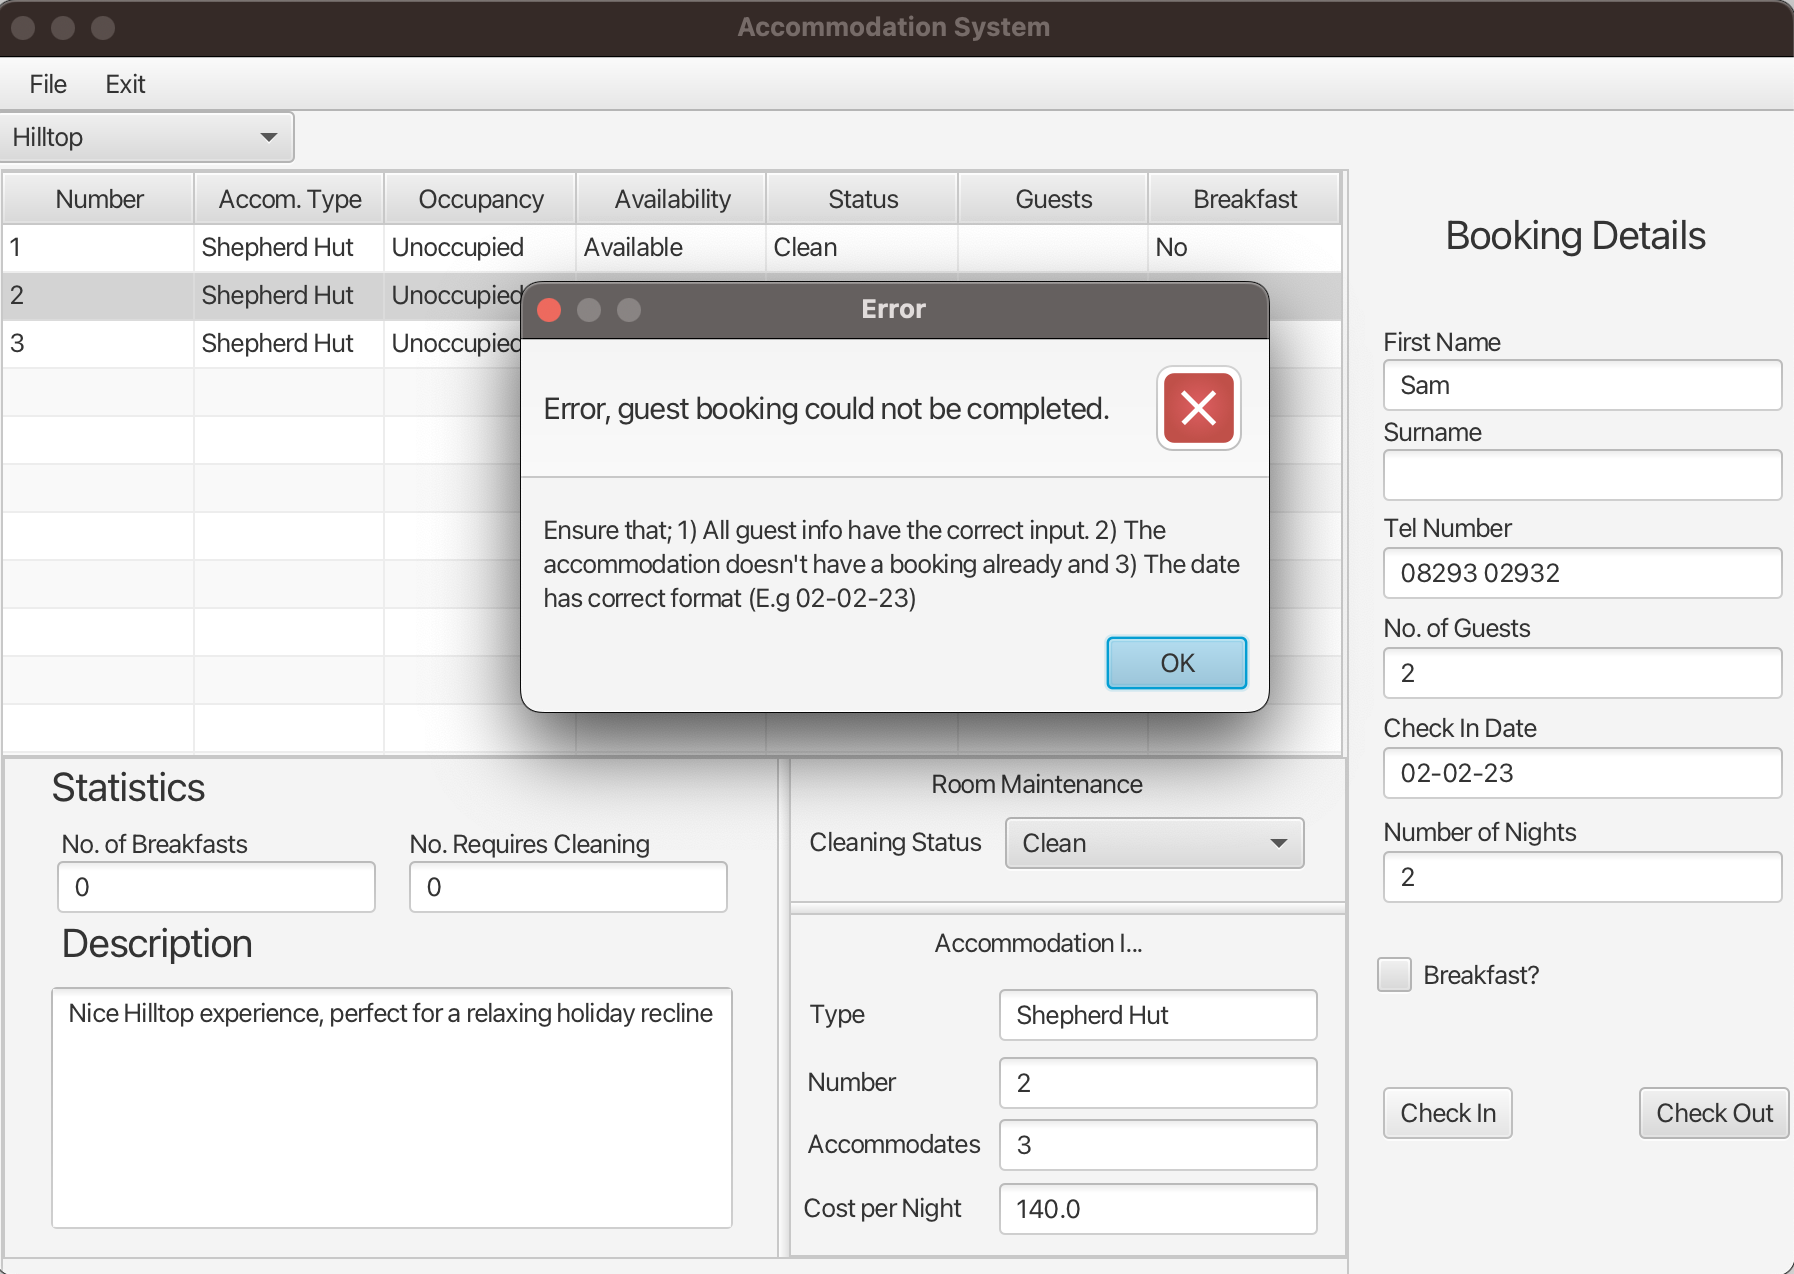 Accommodation System
File Exit
Hilltop
Number Accom. Type Occupancy Availability Status Guests Breakfast
1 Shepherd Hut Unoccupied Available Clean No
2 Shepherd Hut Unoccupied
3 Shepherd Hut Unoccupied
Error
Error, guest booking could not be completed.
Ensure that; 1) All guest info have the correct input. 2) The
accommodation doesn't have a booking already and 3) The date
has correct format (E.g 02-02-23)
OK
Booking Details
First Name
Sam
Surname
Tel Number
08293 02932
No. of Guests
2
Check In Date
02-02-23
Number of Nights
2
Breakfast?
Check In Check Out
Statistics
No. of Breakfasts No. Requires Cleaning
0 0
Description
Nice Hilltop experience, perfect for a relaxing holiday recline
Room Maintenance
Cleaning Status Clean
Accommodation I...
Type Shepherd Hut
Number 2
Accommodates 3
Cost per Night 140.0